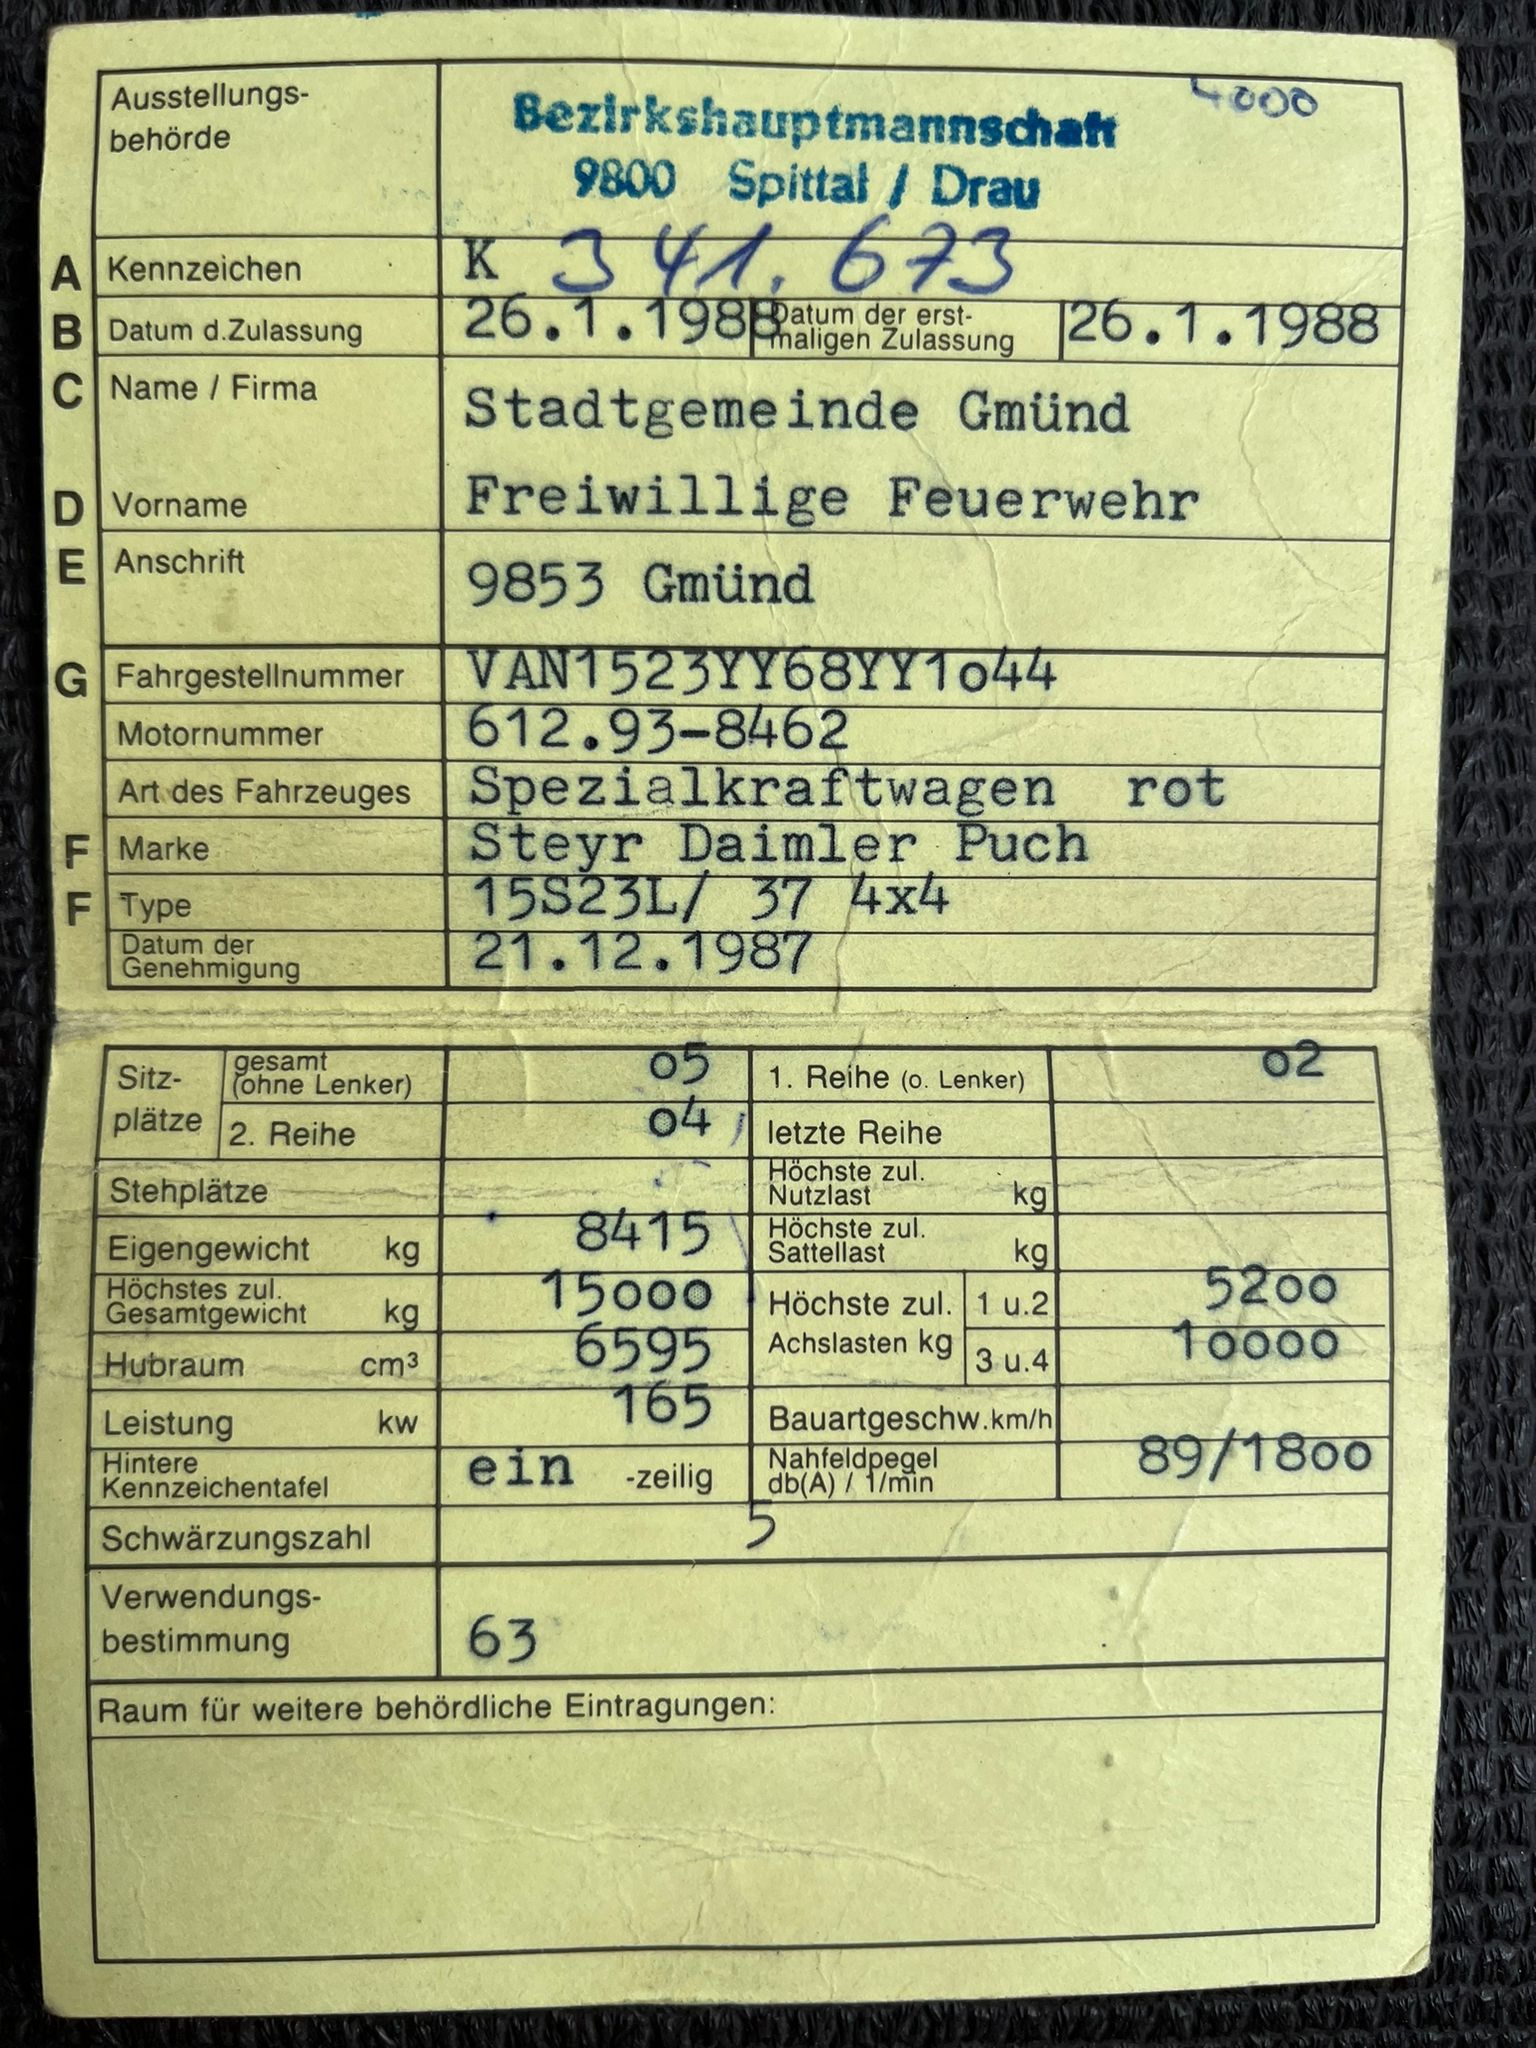 Ausstellungs-
behörde
Bezirkshauptmannschaft
9800 Spittal / Drau
4000
A Kennzeichen K 341.673
B Datum d.Zulassung 26.1.1988 Datum der erst-
maligen Zulassung 26.1.1988
C Name / Firma Stadtgemeinde Gmünd
D Vorname Freiwillige Feuerwehr
E Anschrift 9853 Gmünd
G Fahrgestellnummer VAN1523YY68YY1o44
Motornummer 612.93-8462
Art des Fahrzeuges Spezialkraftwagen rot
F Marke Steyr Daimler Puch
F Type 15S23L/ 37 4x4
Datum der
Genehmigung 21.12.1987
Sitz-
plätze
gesamt
(ohne Lenker) o5 1. Reihe (o. Lenker) o2
2. Reihe o4 letzte Reihe
Stehplätze Höchste zul.
Nutzlast kg
Eigengewicht kg 8415 Höchste zul.
Sattellast kg
Höchstes zul.
Gesamtgewicht kg 15ooo Höchste zul.
Achslasten kg 1 u.2 52oo
3 u.4 1oooo
Hubraum cm³ 6595
Leistung kw 165 Bauartgeschw.km/h
Hintere
Kennzeichentafel ein -zeilig Nahfeldpegel
db(A) / 1/min 89/18oo
Schwärzungszahl 5
Verwendungs-
bestimmung 63
Raum für weitere behördliche Eintragungen: